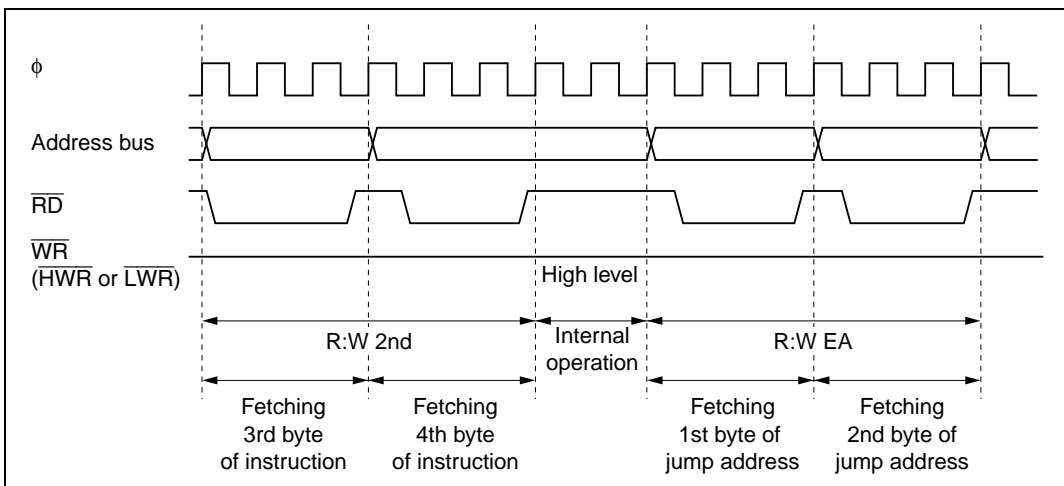 ϕ
Address bus
RD
WR
(HWR or LWR)
High level
R:W 2nd
Internal
operation
R:W EA
Fetching
3rd byte
of instruction
Fetching
4th byte
of instruction
Fetching
1st byte of
jump address
Fetching
2nd byte of
jump address